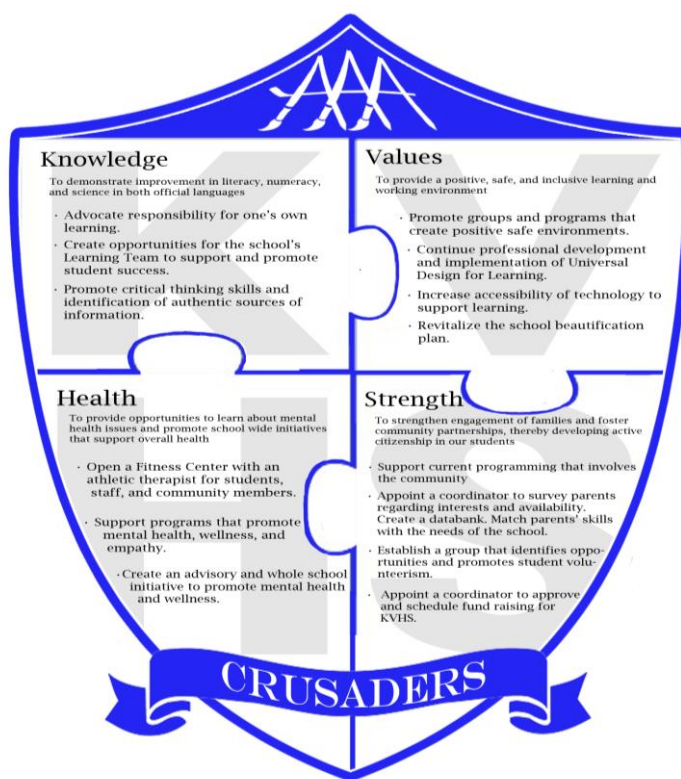 Knowledge
To demonstrate improvement in literacy, numeracy,
and science in both official languages
· Advocate responsibility for one's own
learning.
· Create opportunities for the school's
Learning Team to support and promote
student success.
· Promote critical thinking skills and
identification of authentic sources of
information.
Values
To provide a positive, safe, and inclusive learning and
working environment
· Promote groups and programs that
create positive safe environments.
· Continue professional development
and implementation of Universal
Design for Learning.
· Increase accessibility of technology to
support learning.
· Revitalize the school beautification
plan.
Health
To provide opportunities to learn about mental
health issues and promote school wide initiatives
that support overall health
· Open a Fitness Center with an
athletic therapist for students,
staff, and community members.
· Support programs that promote
mental health, wellness, and
empathy.
· Create an advisory and whole school
initiative to promote mental health
and wellness.
Strength
To strengthen engagement of families and foster
community partnerships, thereby developing active
citizenship in our students
· Support current programming that involves
the community
· Appoint a coordinator to survey parents
regarding interests and availability.
Create a databank. Match parents' skills
with the needs of the school.
· Establish a group that identifies oppo-
rtunities and promotes student volu-
nteerism.
· Appoint a coordinator to approve
and schedule fund raising for
KVHS.
K V
H S
CRUSADERS